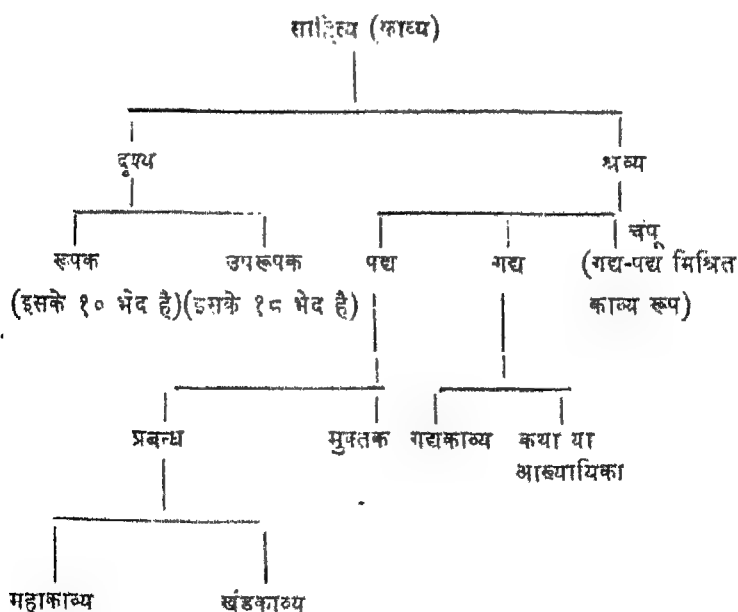 साहित्य (काव्य)
दृश्य श्रव्य
रूपक उपरूपक पद्य गद्य चंपू
(इसके १० भेद है) (इसके १८ भेद है) (गद्य-पद्य मिश्रित
काव्य रूप)
प्रबन्ध मुक्तक गद्यकाव्य कथा या
आख्यायिका
महाकाव्य खंडकाव्य